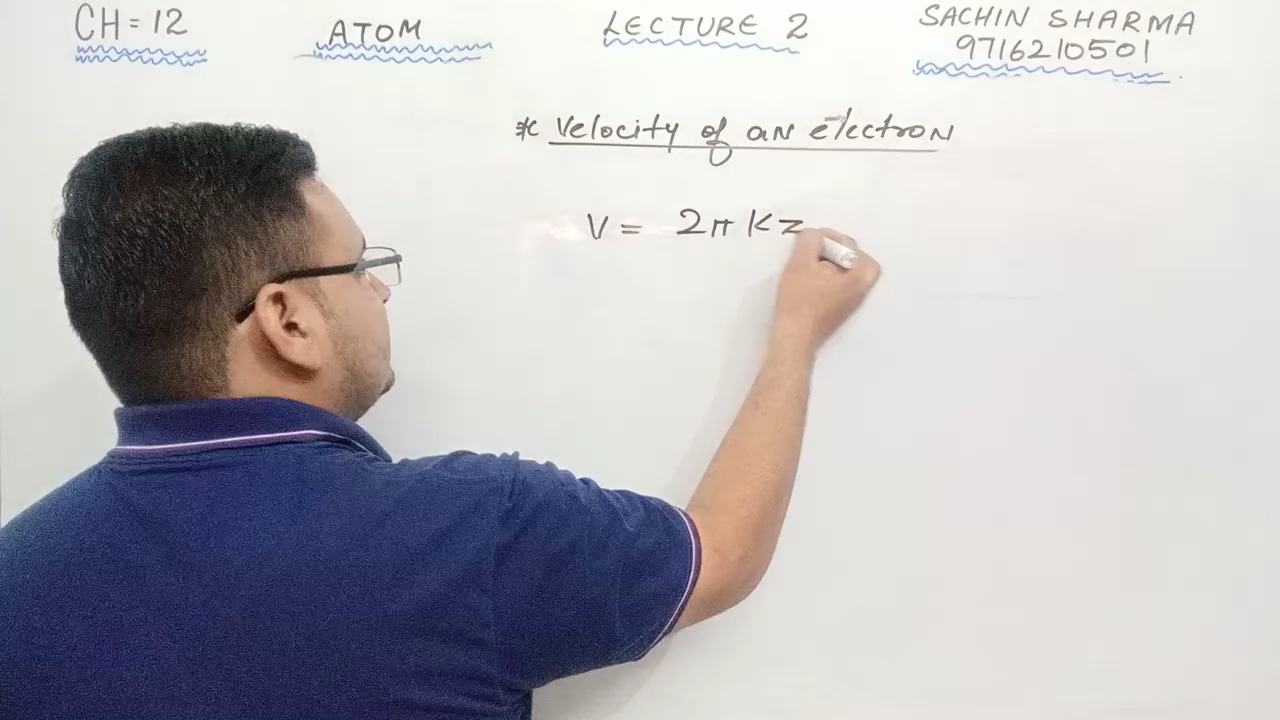 CH = 12
ATOM
LECTURE 2
SACHIN SHARMA
9716210501
* Velocity of an electron
V = 2π K Z